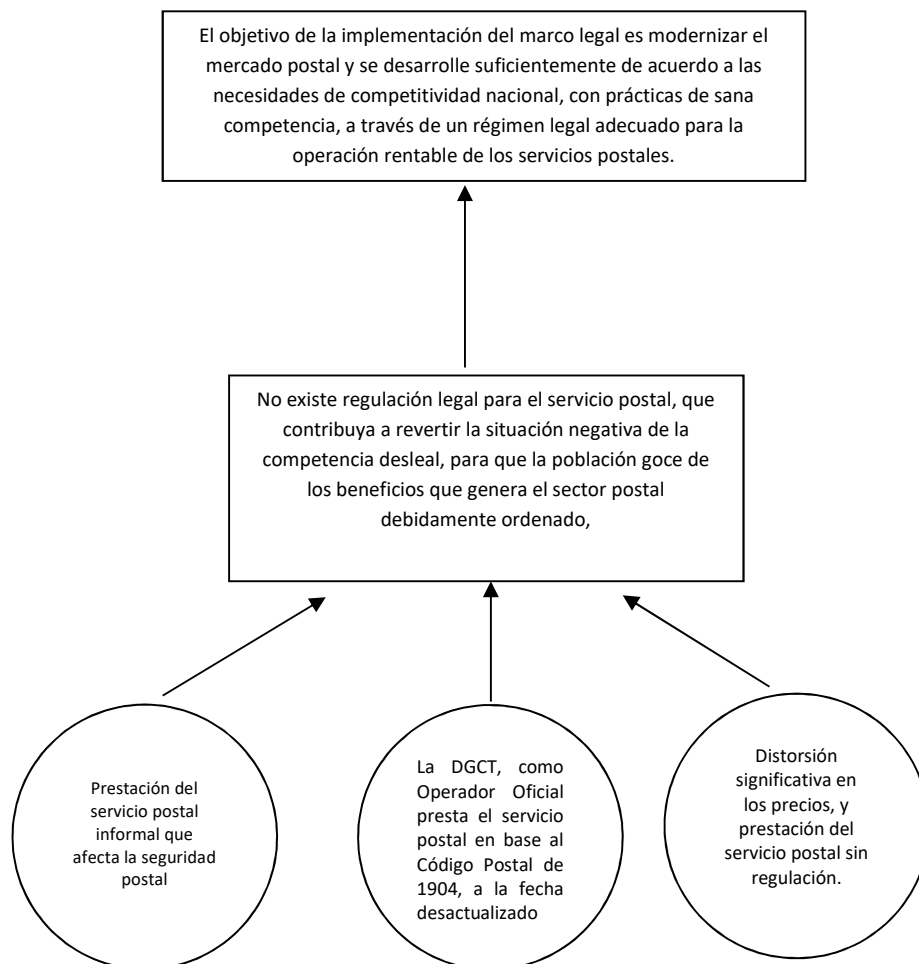 El objetivo de la implementación del marco legal es modernizar el
mercado postal y se desarrolle suficientemente de acuerdo a las
necesidades de competitividad nacional, con prácticas de sana
competencia, a través de un régimen legal adecuado para la
operación rentable de los servicios postales.
No existe regulación legal para el servicio postal, que
contribuya a revertir la situación negativa de la
competencia desleal, para que la población goce de
los beneficios que genera el sector postal
debidamente ordenado,
Prestación del
servicio postal
informal que
afecta la seguridad
postal
La DGCT, como
Operador Oficial
presta el servicio
postal en base al
Código Postal de
1904, a la fecha
desactualizado
Distorsión
significativa en
los precios, y
prestación del
servicio postal sin
regulación.